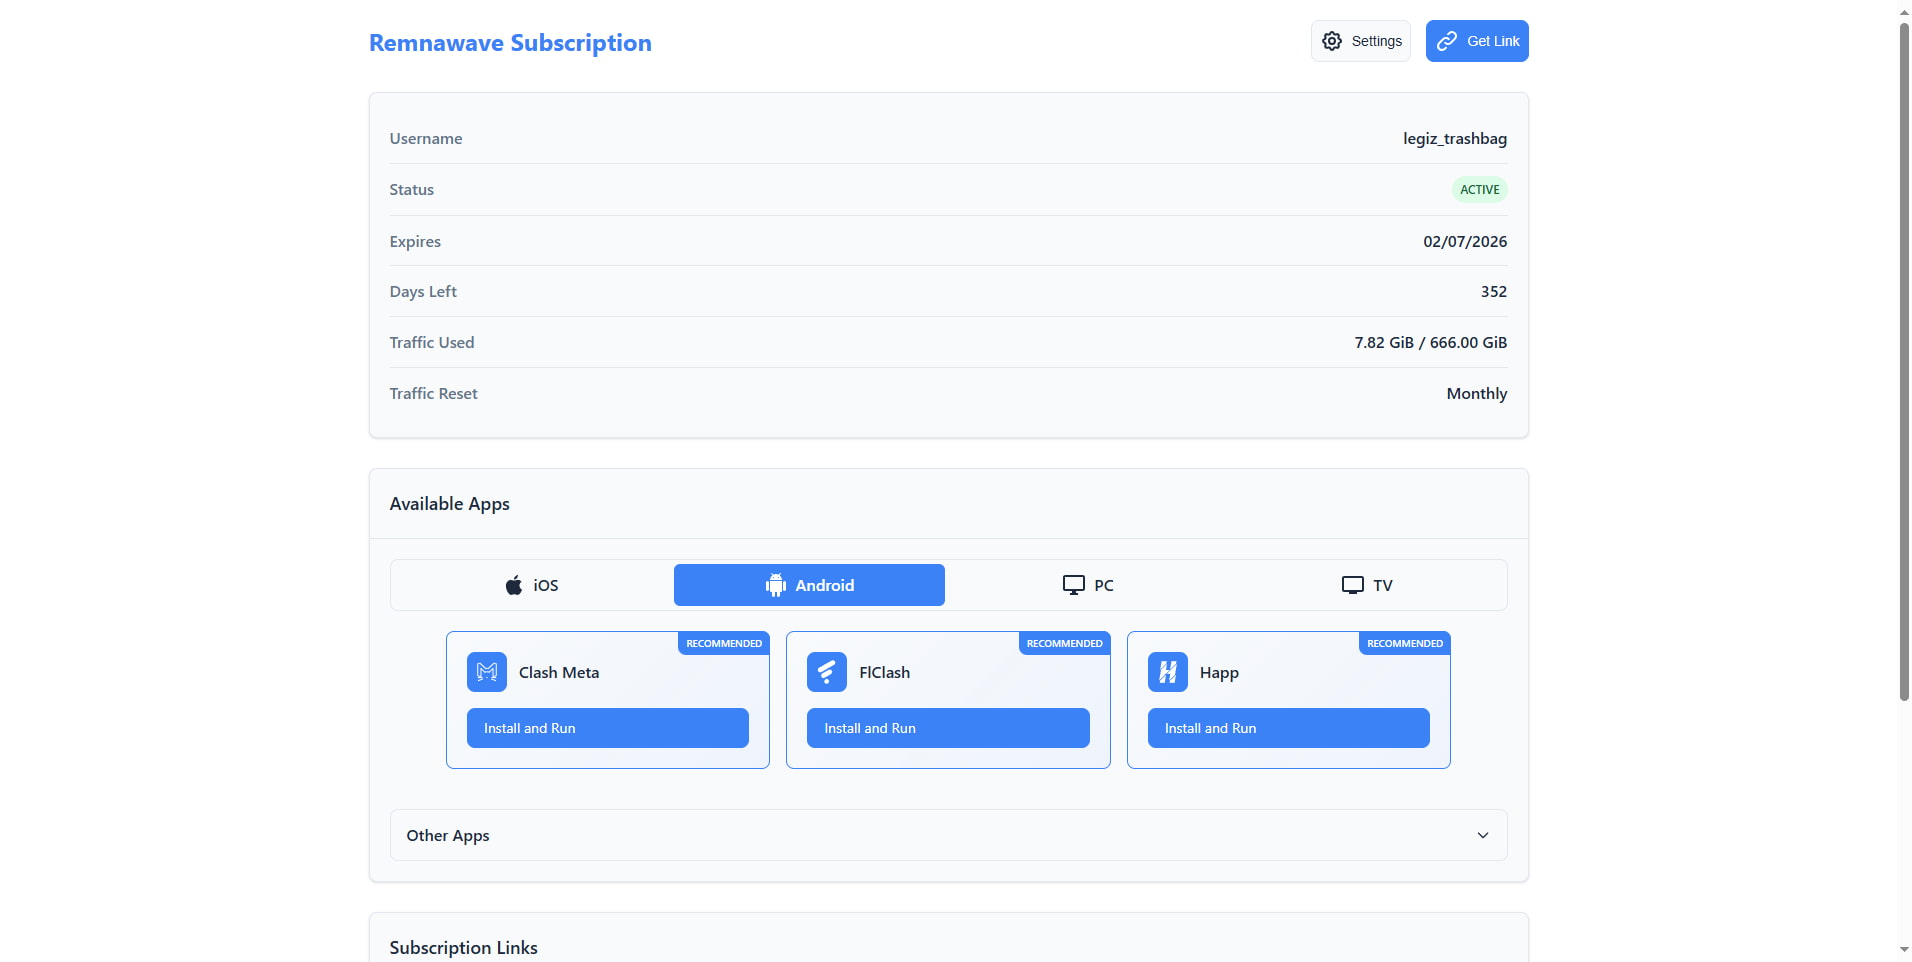 Remnawave Subscription
Settings
Get Link
Username legiz_trashbag
Status ACTIVE
Expires 02/07/2026
Days Left 352
Traffic Used 7.82 GiB / 666.00 GiB
Traffic Reset Monthly
Available Apps
iOS Android PC TV
RECOMMENDED
Clash Meta
Install and Run
RECOMMENDED
FlClash
Install and Run
RECOMMENDED
Happ
Install and Run
Other Apps
Subscription Links